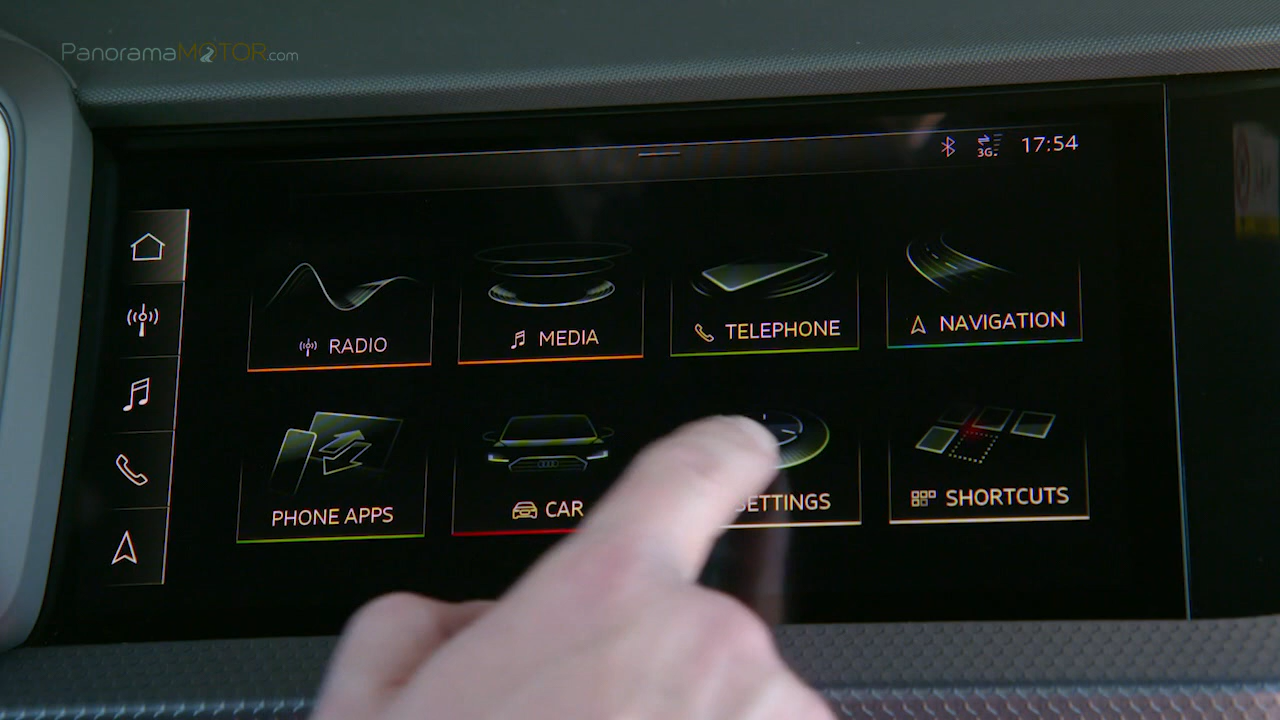 PanoramaMOTOR.com
3G
17:54
RADIO
MEDIA
TELEPHONE
NAVIGATION
PHONE APPS
CAR
SETTINGS
SHORTCUTS